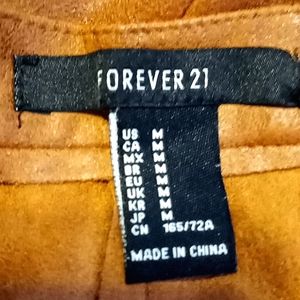 FOREVER 21
US M
CA M
MX M
BR M
EU M
UK M
KR M
JP M
CN 165/72A
MADE IN CHINA